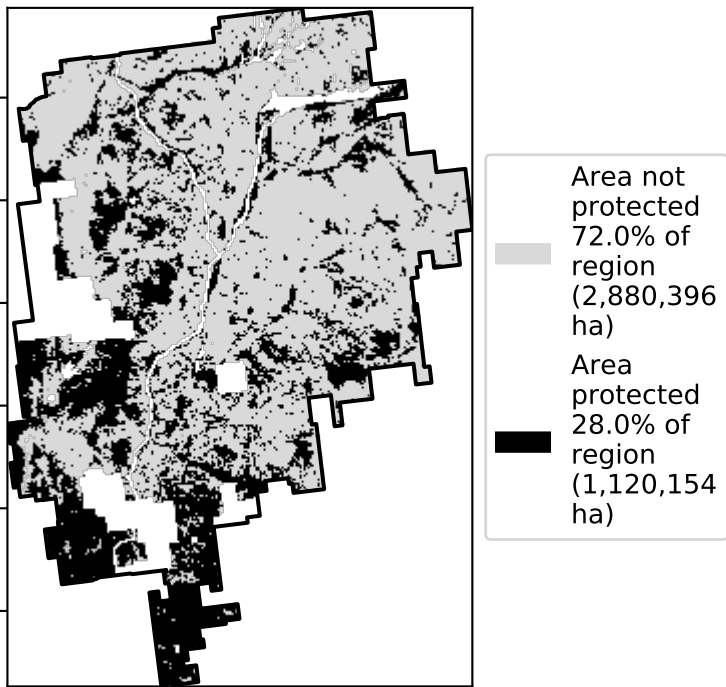 Area not
protected
72.0% of
region
(2,880,396
ha)
Area
protected
28.0% of
region
(1,120,154
ha)